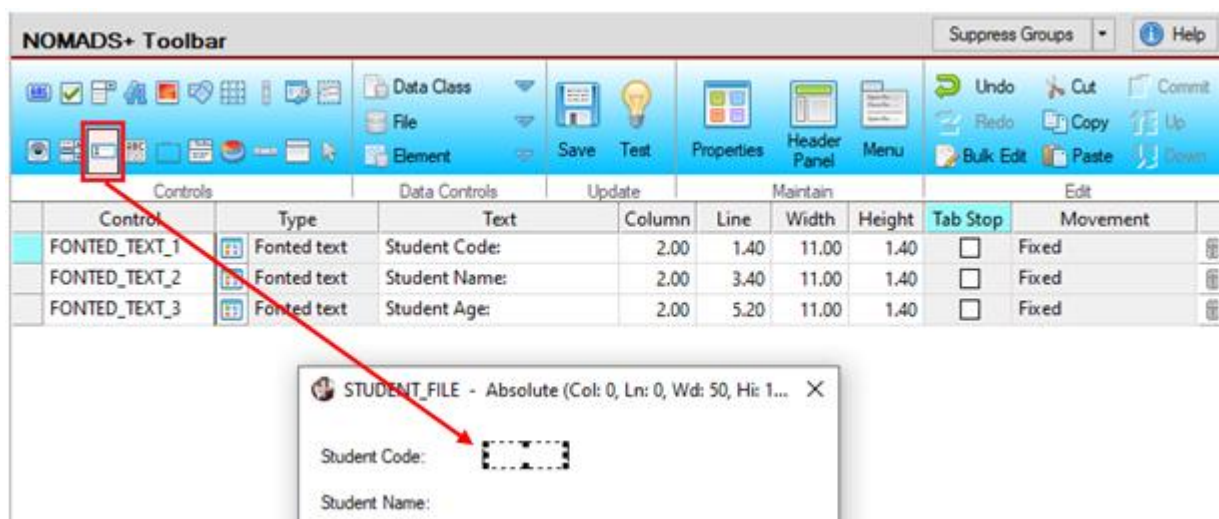 NOMADS+ Toolbar
Suppress Groups
Help
Data Class
File
Element
Save
Test
Properties
Header
Panel
Menu
Undo
Cut
Commit
Redo
Copy
Up
Bulk Edit
Paste
Down
Controls
Data Controls
Update
Maintain
Edit
Control Type Text Column Line Width Height Tab Stop Movement
FONTED_TEXT_1 Fonted text Student Code: 2.00 1.40 11.00 1.40 Fixed
FONTED_TEXT_2 Fonted text Student Name: 2.00 3.40 11.00 1.40 Fixed
FONTED_TEXT_3 Fonted text Student Age: 2.00 5.20 11.00 1.40 Fixed
STUDENT_FILE - Absolute (Col: 0, Ln: 0, Wd: 50, Hi: 1...
Student Code:
Student Name: